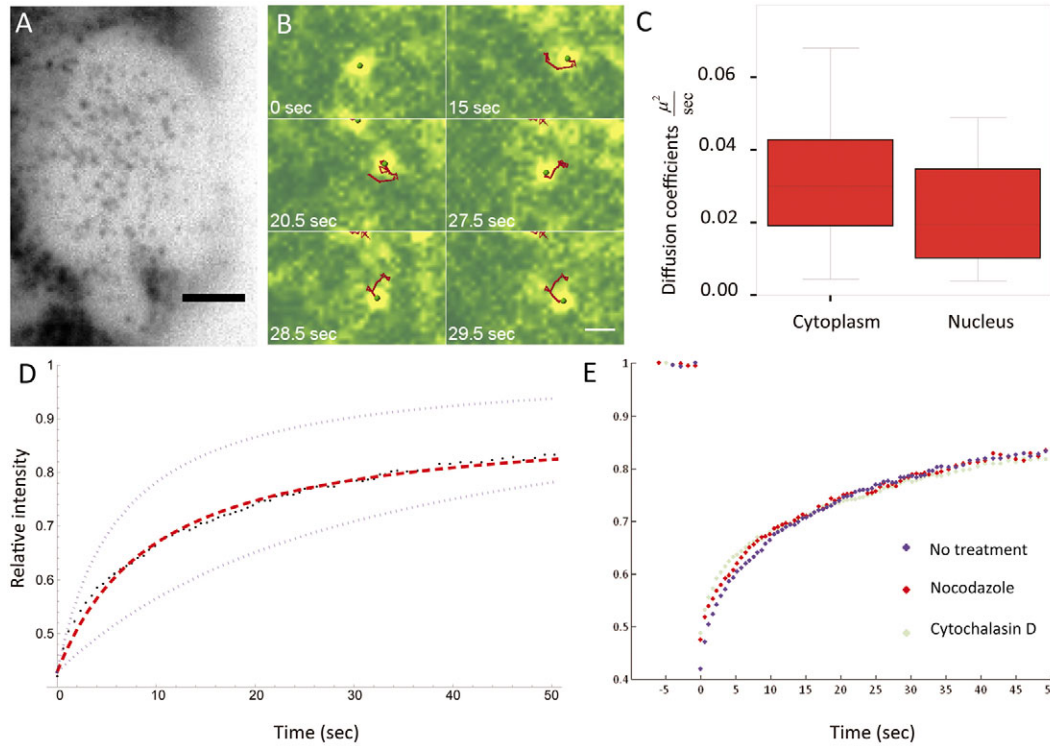 A
B
0 sec
15 sec
20.5 sec
27.5 sec
28.5 sec
29.5 sec
C
Diffusion coefficients μ²/sec
0.06
0.04
0.02
0.00
Cytoplasm
Nucleus
D
Relative intensity
1
0.9
0.8
0.7
0.6
0.5
0
10
20
30
40
50
Time (sec)
E
1
0.9
0.8
0.7
0.6
0.5
0.4
No treatment
Nocodazole
Cytochalasin D
-5
0
5
10
15
20
25
30
35
40
45
5
Time (sec)